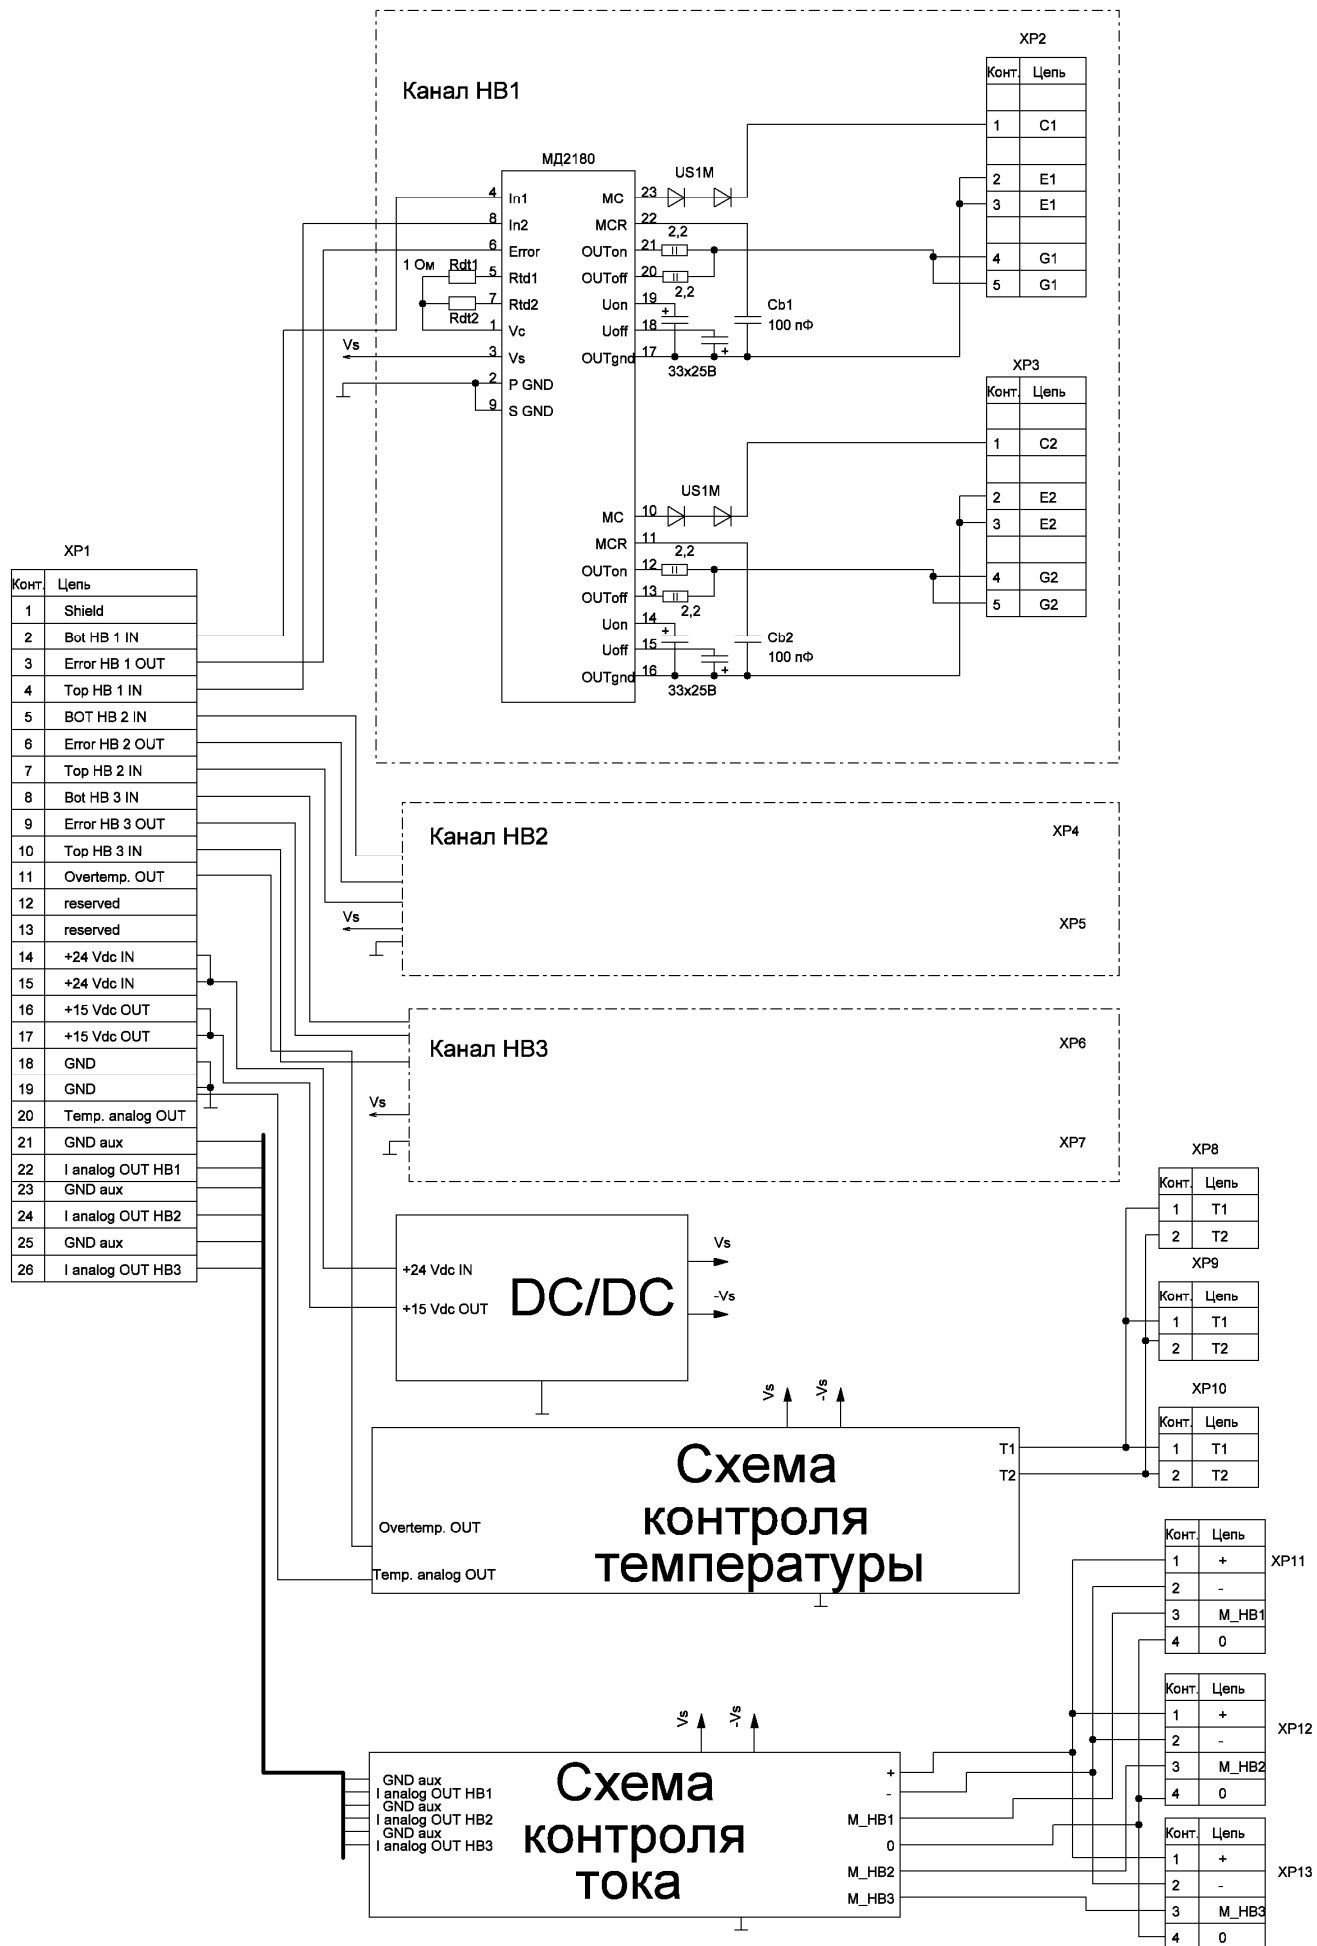 XP2
Конт. Цепь
1 C1
2 E1
3 E1
4 G1
5 G1
Канал HB1
МД2180
US1M
4 In1
8 In2
6 Error
1 Ом Rdt1
5 Rtd1
7 Rtd2
Rdt2
1 Vc
Vs
3 Vs
2 P GND
9 S GND
MC 23
MCR 22
2,2
OUTon 21
OUToff 20
2,2
Uon 19
+
Uoff 18
+
OUTgnd 17
33x25В
Cb1
100 пФ
XP3
Конт. Цепь
1 C2
2 E2
3 E2
4 G2
5 G2
US1M
MC 10
MCR 11
2,2
OUTon 12
OUToff 13
2,2
Uon 14
+
Uoff 15
+
OUTgnd 16
33x25В
Cb2
100 пФ
XP1
Конт. Цепь
1 Shield
2 Bot HB 1 IN
3 Error HB 1 OUT
4 Top HB 1 IN
5 BOT HB 2 IN
6 Error HB 2 OUT
7 Top HB 2 IN
8 Bot HB 3 IN
9 Error HB 3 OUT
10 Top HB 3 IN
11 Overtemp. OUT
12 reserved
13 reserved
14 +24 Vdc IN
15 +24 Vdc IN
16 +15 Vdc OUT
17 +15 Vdc OUT
18 GND
19 GND
20 Temp. analog OUT
21 GND aux
22 I analog OUT HB1
23 GND aux
24 I analog OUT HB2
25 GND aux
26 I analog OUT HB3
Канал HB2
XP4
Vs
XP5
Канал HB3
XP6
Vs
XP7
XP8
Конт. Цепь
1 T1
2 T2
XP9
Конт. Цепь
1 T1
2 T2
XP10
Конт. Цепь
1 T1
2 T2
+24 Vdc IN
+15 Vdc OUT
DC/DC
Vs
-Vs
Vs
-Vs
Схема
контроля
температуры
T1
T2
Overtemp. OUT
Temp. analog OUT
XP11
Конт. Цепь
1 +
2 -
3 M_HB1
4 0
XP12
Конт. Цепь
1 +
2 -
3 M_HB2
4 0
XP13
Конт. Цепь
1 +
2 -
3 M_HB3
4 0
Vs
-Vs
Схема
контроля
тока
GND aux
I analog OUT HB1
GND aux
I analog OUT HB2
GND aux
I analog OUT HB3
+
-
M_HB1
0
M_HB2
M_HB3